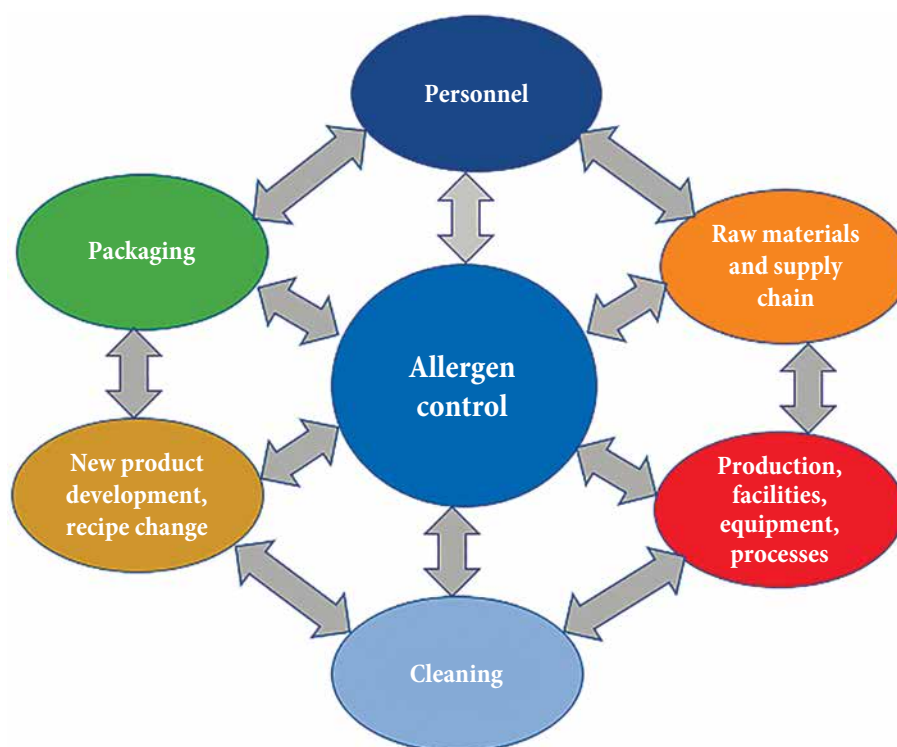 Personnel
Packaging
Raw materials
and supply
chain
Allergen
control
New product
development,
recipe change
Production,
facilities,
equipment,
processes
Cleaning